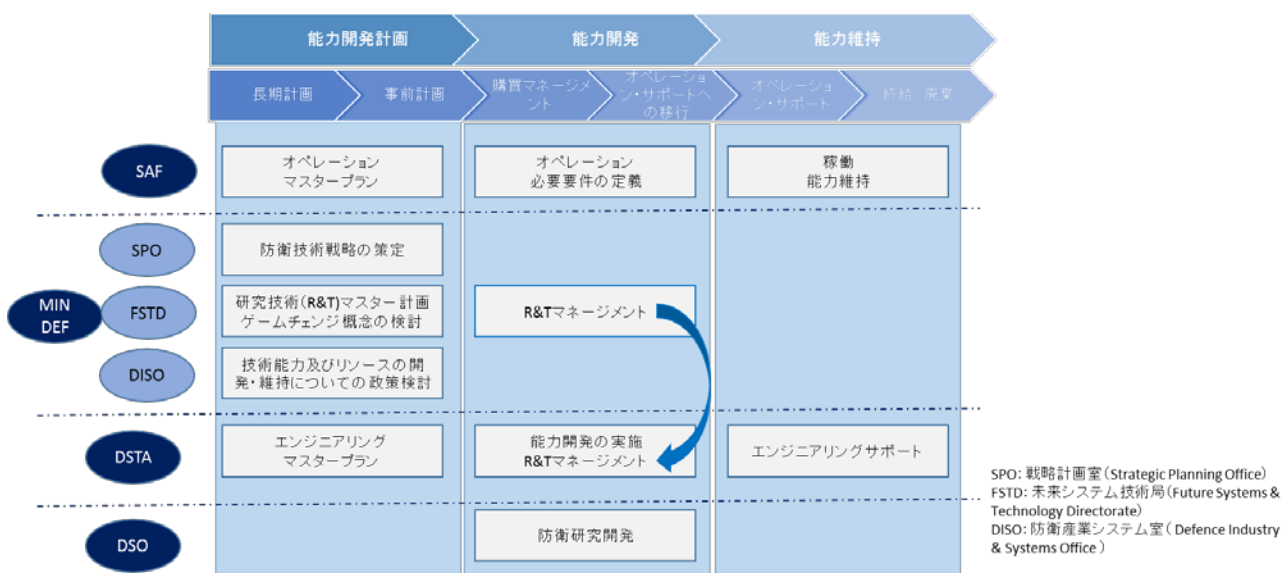 能力開発計画
能力開発
能力維持
長期計画
事前計画
購買マネージメ
ント
オペレーショ
ン・サポートへ
の移行
オペレーショ
ン・サポート
終結、廃棄
SAF
オペレーション
マスタープラン
オペレーション
必要要件の定義
稼働
能力維持
SPO
防衛技術戦略の策定
MIN
DEF
FSTD
研究技術(R&T)マスター計画
ゲームチェンジ概念の検討
R&Tマネージメント
DISO
技術能力及びリソースの開
発・維持についての政策検討
DSTA
エンジニアリング
マスタープラン
能力開発の実施
R&Tマネージメント
エンジニアリングサポート
DSO
防衛研究開発
SPO: 戦略計画室(Strategic Planning Office)
FSTD: 未来システム技術局(Future Systems &
Technology Directorate)
DISO: 防衛産業システム室( Defence Industry
& Systems Office )